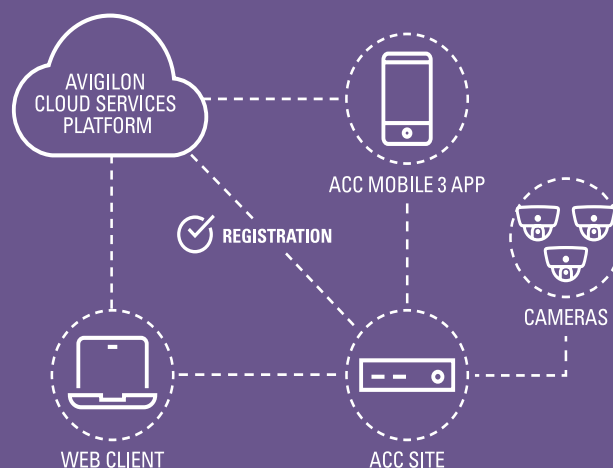 AVIGILON
CLOUD SERVICES
PLATFORM
ACC MOBILE 3 APP
REGISTRATION
CAMERAS
WEB CLIENT
ACC SITE